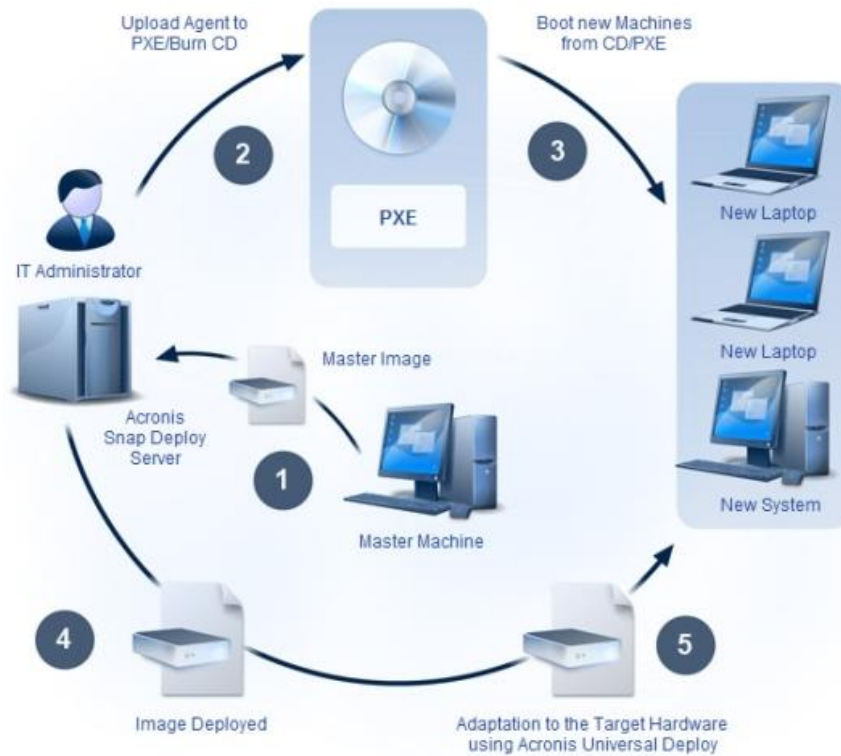 Upload Agent to
PXE/Burn CD
Boot new Machines
from CD/PXE
2
3
PXE
New Laptop
IT Administrator
New Laptop
Master Image
Acronis
Snap Deploy
Server
1
Master Machine
New System
4
5
Image Deployed
Adaptation to the Target Hardware
using Acronis Universal Deploy